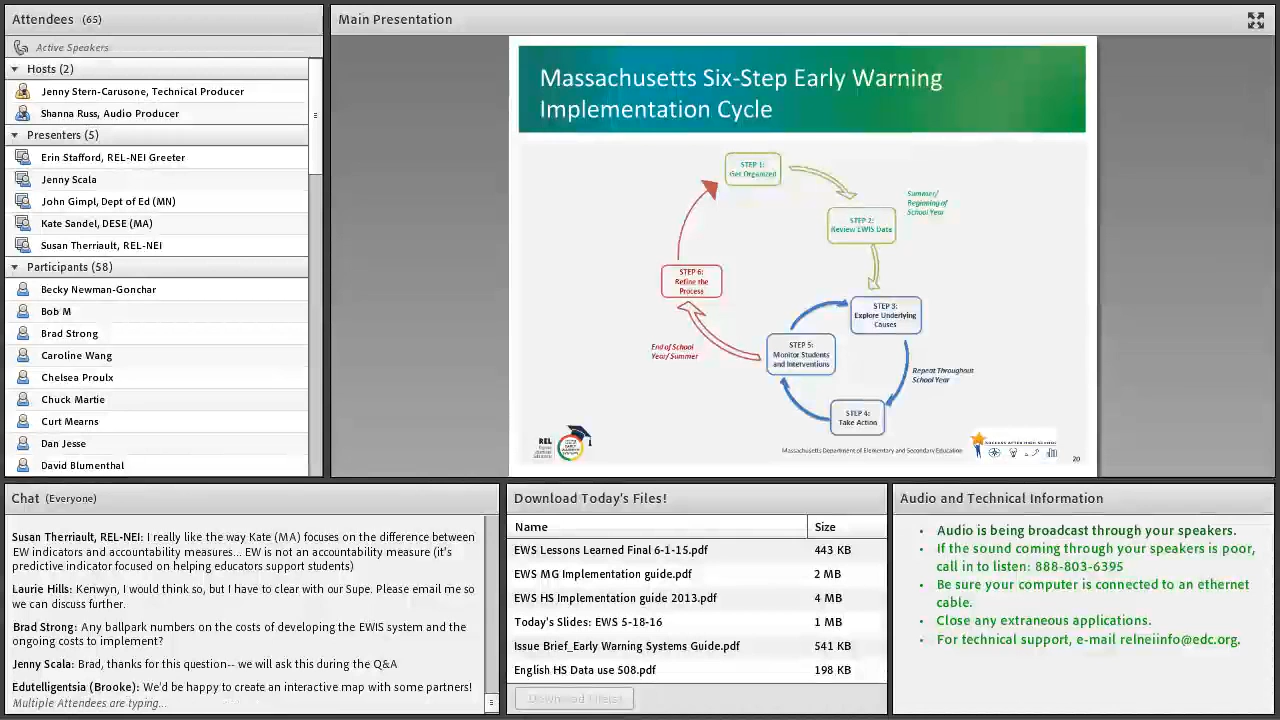 Attendees (65)
Active Speakers
Hosts (2)
Jenny Stern-Carusone, Technical Producer
Shanna Russ, Audio Producer
Presenters (5)
Erin Stafford, REL-NEI Greeter
Jenny Scala
John Gimpl, Dept of Ed (MN)
Kate Sandel, DESE (MA)
Susan Therriault, REL-NEI
Participants (58)
Becky Newman-Gonchar
Bob M
Brad Strong
Caroline Wang
Chelsea Proulx
Chuck Martie
Curt Mearns
Dan Jesse
David Blumenthal
Main Presentation
Massachusetts Six-Step Early Warning
Implementation Cycle
STEP 1:
Get Organized
Summer/
Beginning of
School Year
STEP 2:
Review EWIS Data
STEP 6:
Refine the
Process
STEP 3:
Explore Underlying
Causes
STEP 5:
Monitor Students
and Interventions
End of School
Year/ Summer
Repeat Throughout
School Year
STEP 4:
Take Action
REL
Massachusetts Department of Elementary and Secondary Education
SUCCESS AFTER HIGH SCHOOL
20
Chat (Everyone)
Susan Therriault, REL-NEI: I really like the way Kate (MA) focuses on the difference between
EW indicators and accountability measures... EW is not an accountability measure (it's
predictive indicator focused on helping educators support students)
Laurie Hills: Kenwyn, I would think so, but I have to clear with our Supe. Please email me so
we can discuss further.
Brad Strong: Any ballpark numbers on the costs of developing the EWIS system and the
ongoing costs to implement?
Jenny Scala: Brad, thanks for this question-- we will ask this during the Q&A
Edutelligentsia (Brooke): We'd be happy to create an interactive map with some partners!
Multiple Attendees are typing...
Download Today's Files!
Name Size
EWS Lessons Learned Final 6-1-15.pdf 443 KB
EWS MG Implementation guide.pdf 2 MB
EWS HS Implementation guide 2013.pdf 4 MB
Today's Slides: EWS 5-18-16 1 MB
Issue Brief_Early Warning Systems Guide.pdf 541 KB
English HS Data use 508.pdf 198 KB
Download File(s)
Audio and Technical Information
• Audio is being broadcast through your speakers.
• If the sound coming through your speakers is poor,
call in to listen: 888-803-6395
• Be sure your computer is connected to an ethernet
cable.
• Close any extraneous applications.
• For technical support, e-mail relneiinfo@edc.org.